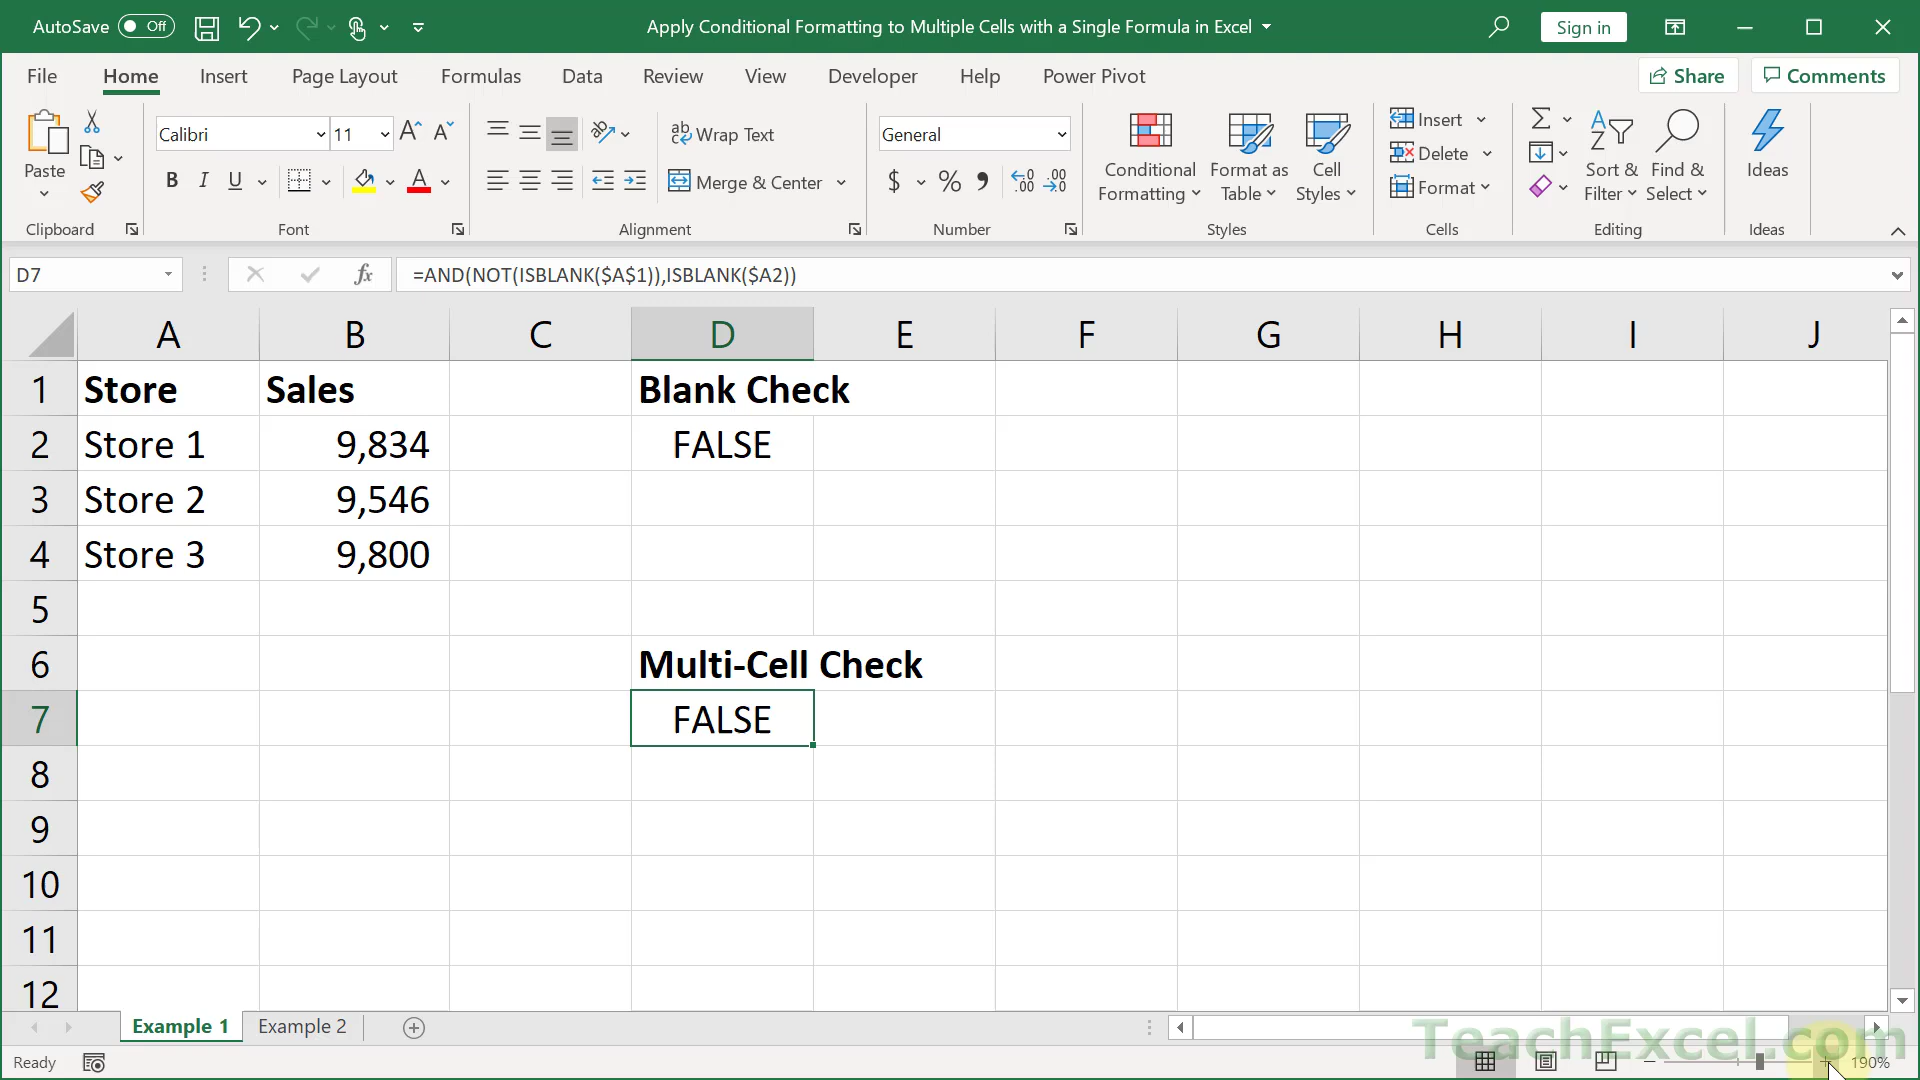 AutoSave Off Apply Conditional Formatting to Multiple Cells with a Single Formula in Excel Sign in
File Home Insert Page Layout Formulas Data Review View Developer Help Power Pivot Share Comments
Paste
Calibri 11 A A
B I U A
ab Wrap Text
Merge & Center
General
$ % , .00 .00
Conditional Formatting
Format as Table
Cell Styles
Insert
Delete
Format
Sort & Filter
Find & Select
Ideas
Clipboard Font Alignment Number Styles Cells Editing Ideas
D7 fx =AND(NOT(ISBLANK($A$1)),ISBLANK($A2))
A B C D E F G H I J
1 Store Sales Blank Check
2 Store 1 9,834 FALSE
3 Store 2 9,546
4 Store 3 9,800
5
6 Multi-Cell Check
7 FALSE
8
9
10
11
12
Example 1 Example 2
TeachExcel.com
Ready 190%